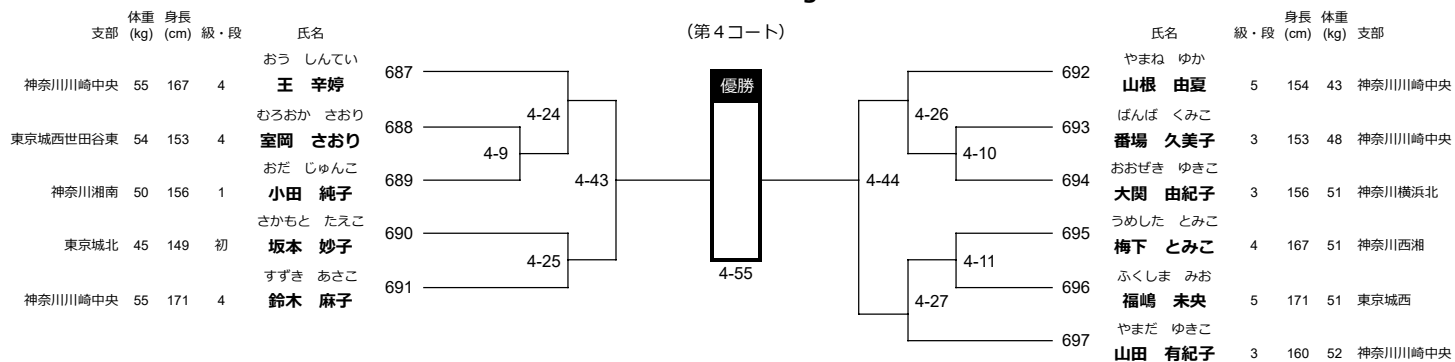 （第４コート）
支部 体重(kg) 身長(cm) 級・段 氏名
神奈川川崎中央 55 167 4 おう しんてい 王 辛婷 687
東京城西世田谷東 54 153 4 むろおか さおり 室岡 さおり 688
神奈川湘南 50 156 1 おだ じゅんこ 小田 純子 689
東京城北 45 149 初 さかもと たえこ 坂本 妙子 690
神奈川川崎中央 55 171 4 すずき あさこ 鈴木 麻子 691
4-24
4-9
4-43
4-25
優勝
4-55
氏名 級・段 身長(cm) 体重(kg) 支部
692 やまね ゆか 山根 由夏 5 154 43 神奈川川崎中央
693 ばんば くみこ 番場 久美子 3 153 48 神奈川川崎中央
694 おおぜき ゆきこ 大関 由紀子 3 156 51 神奈川横浜北
695 うめした とみこ 梅下 とみこ 4 167 51 神奈川西湘
696 ふくしま みお 福嶋 未央 5 171 51 東京城西
697 やまだ ゆきこ 山田 有紀子 3 160 52 神奈川川崎中央
4-26
4-10
4-44
4-11
4-27